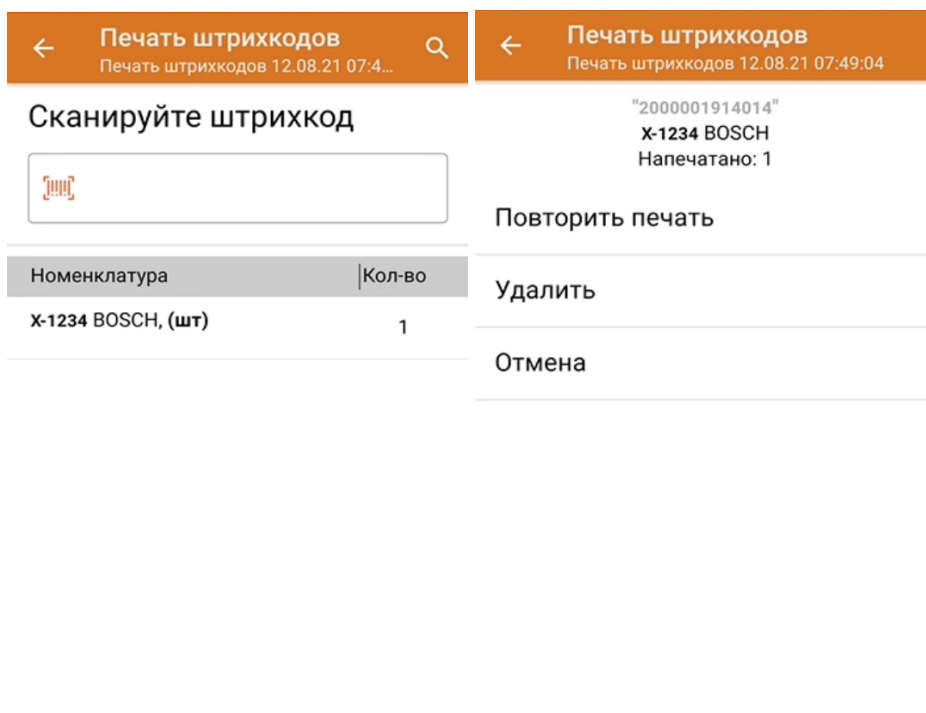 Печать штрихкодов
Печать штрихкодов 12.08.21 07:4...
Сканируйте штрихкод
Номенклатура Кол-во
X-1234 BOSCH, (шт) 1
Печать штрихкодов
Печать штрихкодов 12.08.21 07:49:04
"2000001914014"
X-1234 BOSCH
Напечатано: 1
Повторить печать
Удалить
Отмена